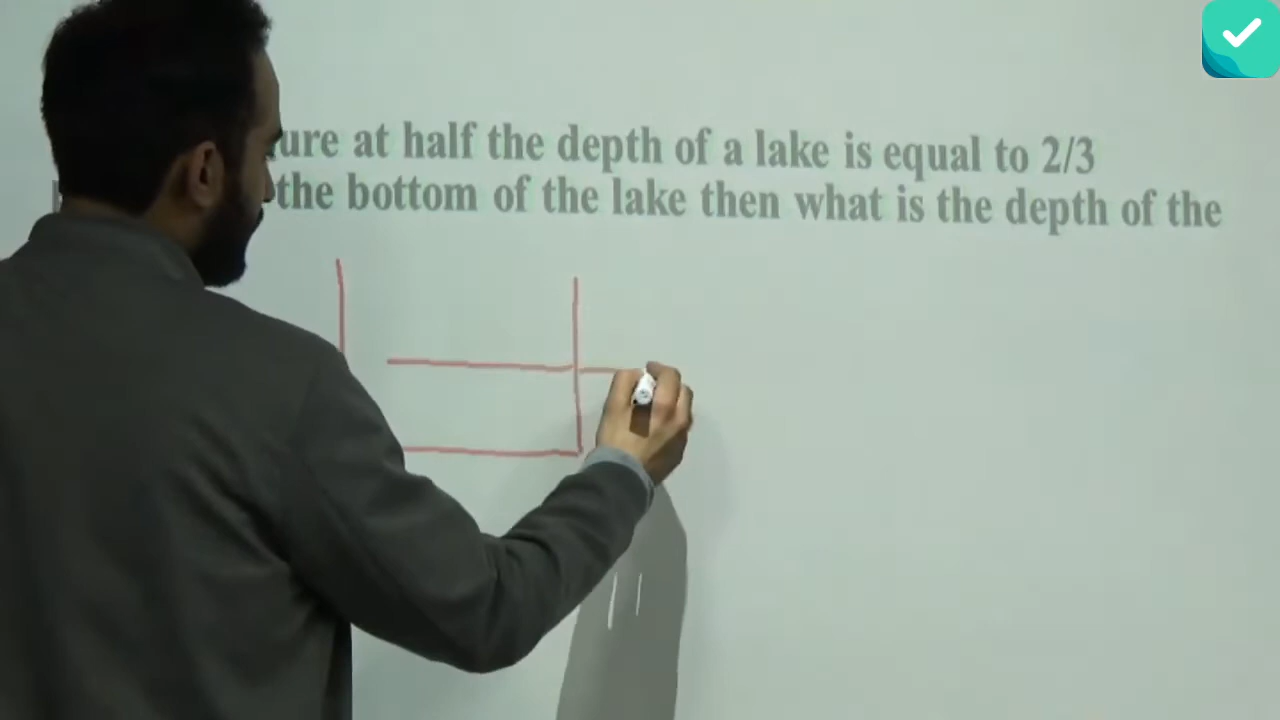 at half the depth of a lake is equal to 2/3
the bottom of the lake then what is the depth of the